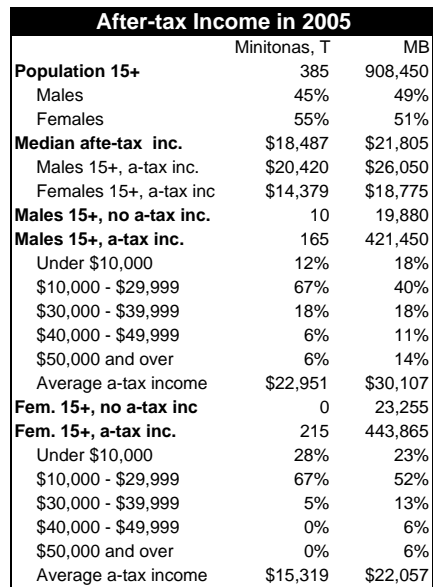 After-tax Income in 2005
Minitonas, T MB
Population 15+ 385 908,450
Males 45% 49%
Females 55% 51%
Median afte-tax inc. $18,487 $21,805
Males 15+, a-tax inc. $20,420 $26,050
Females 15+, a-tax inc $14,379 $18,775
Males 15+, no a-tax inc. 10 19,880
Males 15+, a-tax inc. 165 421,450
Under $10,000 12% 18%
$10,000 - $29,999 67% 40%
$30,000 - $39,999 18% 18%
$40,000 - $49,999 6% 11%
$50,000 and over 6% 14%
Average a-tax income $22,951 $30,107
Fem. 15+, no a-tax inc 0 23,255
Fem. 15+, a-tax inc. 215 443,865
Under $10,000 28% 23%
$10,000 - $29,999 67% 52%
$30,000 - $39,999 5% 13%
$40,000 - $49,999 0% 6%
$50,000 and over 0% 6%
Average a-tax income $15,319 $22,057